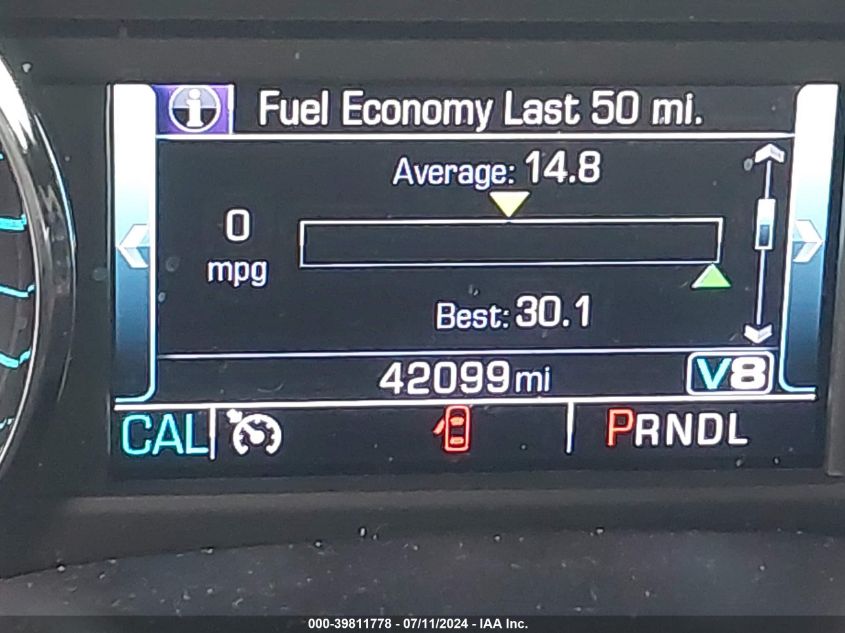 i Fuel Economy Last 50 mi.
Average: 14.8
0
mpg
Best: 30.1
42099 mi V8
CAL PRNDL
000-39811778 - 07/11/2024 - IAA Inc.